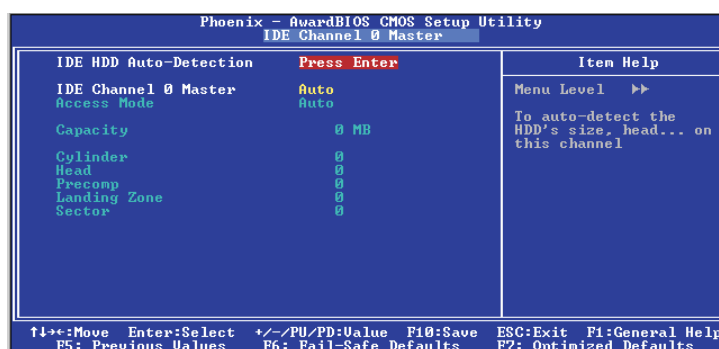 Phoenix - AwardBIOS CMOS Setup Utility
IDE Channel 0 Master
IDE HDD Auto-Detection Press Enter
IDE Channel 0 Master Auto
Access Mode Auto
Capacity 0 MB
Cylinder 0
Head 0
Precomp 0
Landing Zone 0
Sector 0
Item Help
Menu Level ▶▶
To auto-detect the
HDD's size, head... on
this channel
↑↓→←:Move Enter:Select +/-/PU/PD:Value F10:Save ESC:Exit F1:General Help
F5: Previous Values F6: Fail-Safe Defaults F7: Optimized Defaults